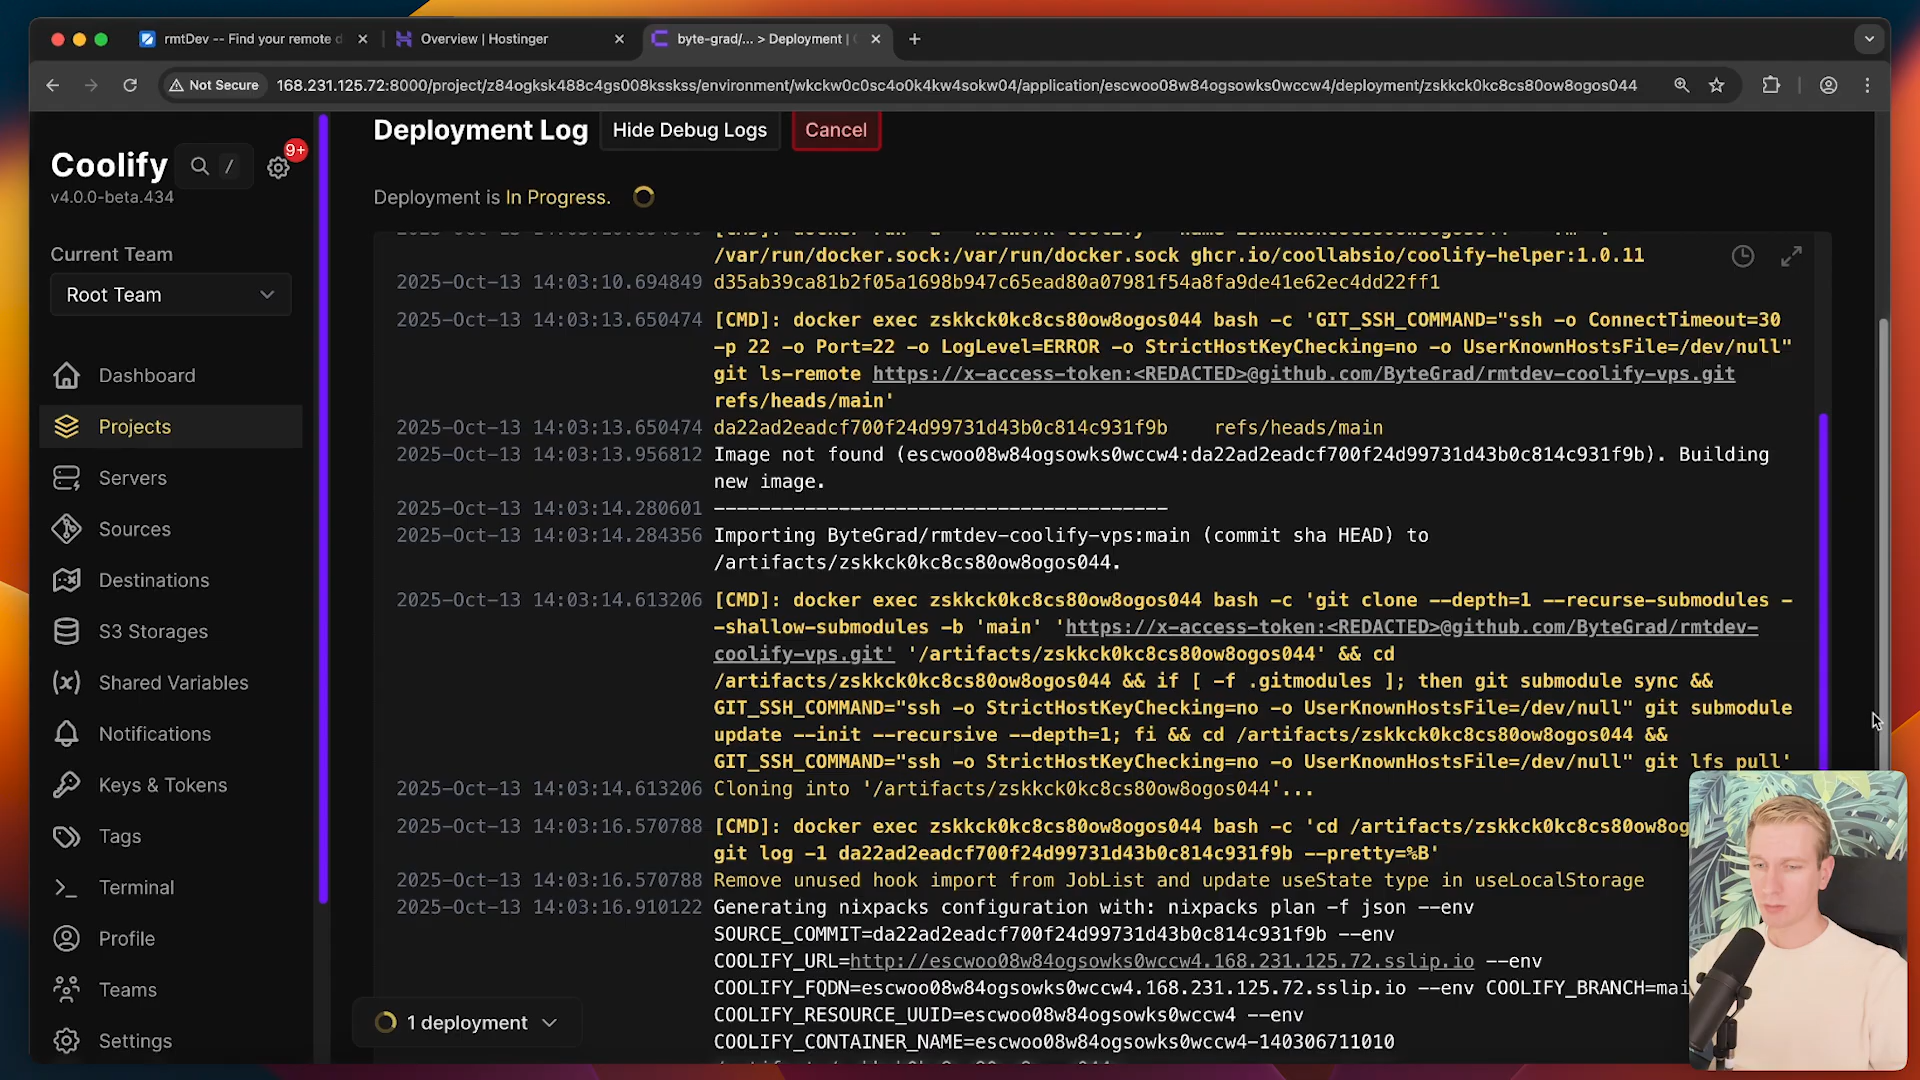 rmtDev -- Find your remote d
Overview | Hostinger
byte-grad/... > Deployment |
Not Secure
168.231.125.72:8000/project/z84ogksk488c4gs008ksskss/environment/wkckw0c0sc4o0k4kw4sokw04/application/escwoo08w84ogsowks0wccw4/deployment/zskkck0kc8cs80ow8ogos044
Coolify
v4.0.0-beta.434
/
9+
Current Team
Root Team
Dashboard
Projects
Servers
Sources
Destinations
S3 Storages
Shared Variables
Notifications
Keys & Tokens
Tags
Terminal
Profile
Teams
Settings
Deployment Log
Hide Debug Logs
Cancel
Deployment is In Progress.
/var/run/docker.sock:/var/run/docker.sock ghcr.io/coollabsio/coolify-helper:1.0.11
2025-Oct-13 14:03:10.694849 d35ab39ca81b2f05a1698b947c65ead80a07981f54a8fa9de41e62ec4dd22ff1
2025-Oct-13 14:03:13.650474 [CMD]: docker exec zskkck0kc8cs80ow8ogos044 bash -c 'GIT_SSH_COMMAND="ssh -o ConnectTimeout=30
-p 22 -o Port=22 -o LogLevel=ERROR -o StrictHostKeyChecking=no -o UserKnownHostsFile=/dev/null"
git ls-remote https://x-access-token:<REDACTED>@github.com/ByteGrad/rmtdev-coolify-vps.git
refs/heads/main'
2025-Oct-13 14:03:13.650474 da22ad2eadcf700f24d99731d43b0c814c931f9b refs/heads/main
2025-Oct-13 14:03:13.956812 Image not found (escwoo08w84ogsowks0wccw4:da22ad2eadcf700f24d99731d43b0c814c931f9b). Building
new image.
2025-Oct-13 14:03:14.280601 ----------------------------------------
2025-Oct-13 14:03:14.284356 Importing ByteGrad/rmtdev-coolify-vps:main (commit sha HEAD) to
/artifacts/zskkck0kc8cs80ow8ogos044.
2025-Oct-13 14:03:14.613206 [CMD]: docker exec zskkck0kc8cs80ow8ogos044 bash -c 'git clone --depth=1 --recurse-submodules -
-shallow-submodules -b 'main' 'https://x-access-token:<REDACTED>@github.com/ByteGrad/rmtdev-
coolify-vps.git' '/artifacts/zskkck0kc8cs80ow8ogos044' && cd
/artifacts/zskkck0kc8cs80ow8ogos044 && if [ -f .gitmodules ]; then git submodule sync &&
GIT_SSH_COMMAND="ssh -o StrictHostKeyChecking=no -o UserKnownHostsFile=/dev/null" git submodule
update --init --recursive --depth=1; fi && cd /artifacts/zskkck0kc8cs80ow8ogos044 &&
GIT_SSH_COMMAND="ssh -o StrictHostKeyChecking=no -o UserKnownHostsFile=/dev/null" git lfs pull'
2025-Oct-13 14:03:14.613206 Cloning into '/artifacts/zskkck0kc8cs80ow8ogos044'...
2025-Oct-13 14:03:16.570788 [CMD]: docker exec zskkck0kc8cs80ow8ogos044 bash -c 'cd /artifacts/zskkck0kc8cs80ow8og
git log -1 da22ad2eadcf700f24d99731d43b0c814c931f9b --pretty=%B'
2025-Oct-13 14:03:16.570788 Remove unused hook import from JobList and update useState type in useLocalStorage
2025-Oct-13 14:03:16.910122 Generating nixpacks configuration with: nixpacks plan -f json --env
SOURCE_COMMIT=da22ad2eadcf700f24d99731d43b0c814c931f9b --env
COOLIFY_URL=http://escwoo08w84ogsowks0wccw4.168.231.125.72.sslip.io --env
COOLIFY_FQDN=escwoo08w84ogsowks0wccw4.168.231.125.72.sslip.io --env COOLIFY_BRANCH=mai
COOLIFY_RESOURCE_UUID=escwoo08w84ogsowks0wccw4 --env
COOLIFY_CONTAINER_NAME=escwoo08w84ogsowks0wccw4-140306711010
1 deployment